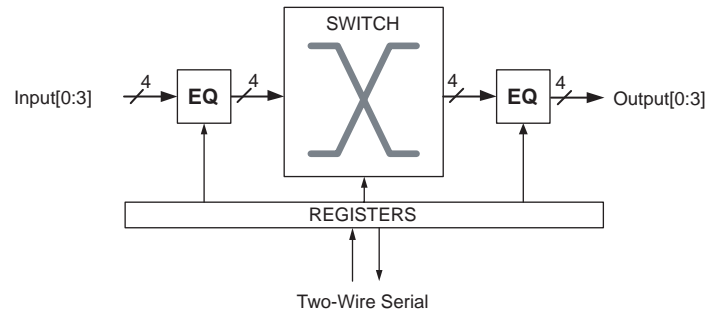 SWITCH
Input[0:3]
4
EQ
4
4
EQ
4
Output[0:3]
REGISTERS
Two-Wire Serial